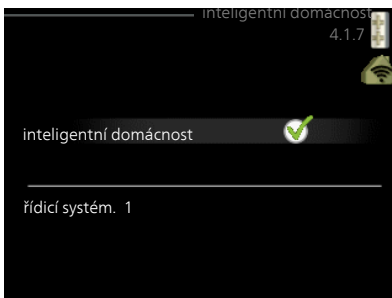 inteligentní domácnost
4.1.7
inteligentní domácnost
řídicí systém. 1